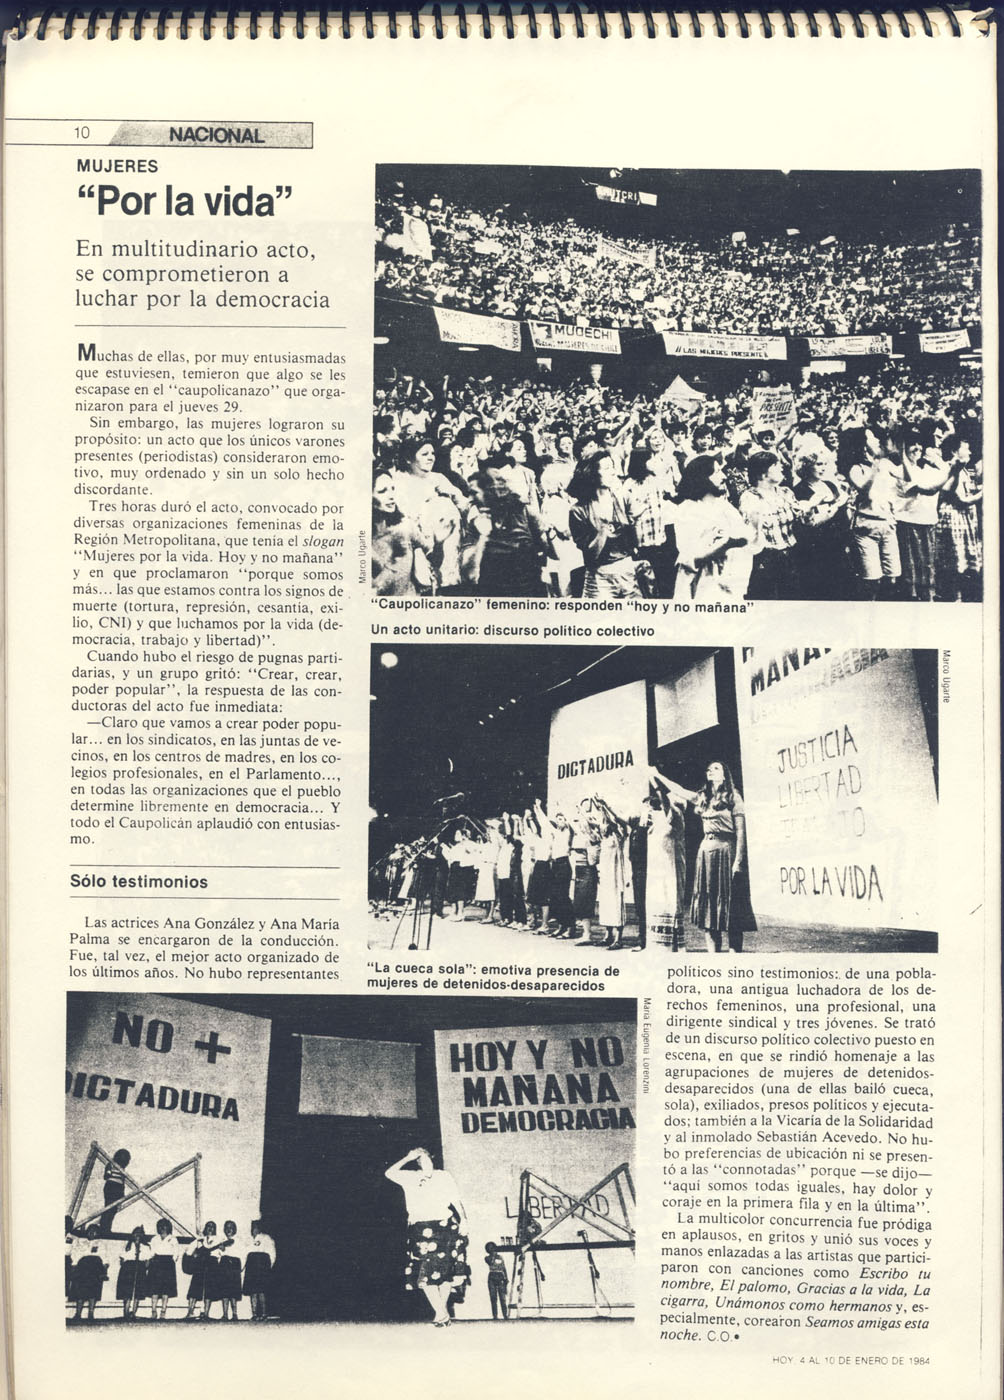 10
NACIONAL
MUJERES
“Por la vida”
En multitudinario acto,
se comprometieron a
luchar por la democracia
Muchas de ellas, por muy entusiasmadas
que estuviesen, temieron que algo se les
escapase en el “caupolicanazo” que orga-
nizaron para el jueves 29.
Sin embargo, las mujeres lograron su
propósito: un acto que los únicos varones
presentes (periodistas) consideraron emo-
tivo, muy ordenado y sin un solo hecho
discordante.
Tres horas duró el acto, convocado por
diversas organizaciones femeninas de la
Región Metropolitana, que tenía el slogan
“Mujeres por la vida. Hoy y no mañana”
y en que proclamaron “porque somos
más... las que estamos contra los signos de
muerte (tortura, represión, cesantía, exi-
lio, CNI) y que luchamos por la vida (de-
mocracia, trabajo y libertad)”.
Cuando hubo el riesgo de pugnas parti-
darias, y un grupo gritó: “Crear, crear,
poder popular”, la respuesta de las con-
ductoras del acto fue inmediata:
—Claro que vamos a crear poder popu-
lar... en los sindicatos, en las juntas de ve-
cinos, en los centros de madres, en los co-
legios profesionales, en el Parlamento...,
en todas las organizaciones que el pueblo
determine libremente en democracia... Y
todo el Caupolicán aplaudió con entusias-
mo.
Sólo testimonios
Las actrices Ana González y Ana María
Palma se encargaron de la conducción.
Fue, tal vez, el mejor acto organizado de
los últimos años. No hubo representantes
MUDECHI
LAS MUJERES PRESENTE
PRESENTE
Marco Ugarte
“Caupolicanazo” femenino: responden “hoy y no mañana”
Un acto unitario: discurso político colectivo
MAÑANA
DICTADURA
JUSTICIA
LIBERTAD
POR LA VIDA
Marco Ugarte
“La cueca sola”: emotiva presencia de
mujeres de detenidos-desaparecidos
NO +
DICTADURA
HOY Y NO
MAÑANA
DEMOCRACIA
LIBERTAD
María Eugenia Lorenzini
políticos sino testimonios: de una pobla-
dora, una antigua luchadora de los de-
rechos femeninos, una profesional, una
dirigente sindical y tres jóvenes. Se trató
de un discurso político colectivo puesto en
escena, en que se rindió homenaje a las
agrupaciones de mujeres de detenidos-
desaparecidos (una de ellas bailó cueca,
sola), exiliados, presos políticos y ejecuta-
dos; también a la Vicaría de la Solidaridad
y al inmolado Sebastián Acevedo. No hu-
bo preferencias de ubicación ni se presen-
tó a las “connotadas” porque —se dijo—
“aquí somos todas iguales, hay dolor y
coraje en la primera fila y en la última”.
La multicolor concurrencia fue pródiga
en aplausos, en gritos y unió sus voces y
manos enlazadas a las artistas que partici-
paron con canciones como Escribo tu
nombre, El palomo, Gracias a la vida, La
cigarra, Unámonos como hermanos y, es-
pecialmente, corearon Seamos amigas esta
noche. C.O.●
HOY, 4 AL 10 DE ENERO DE 1984